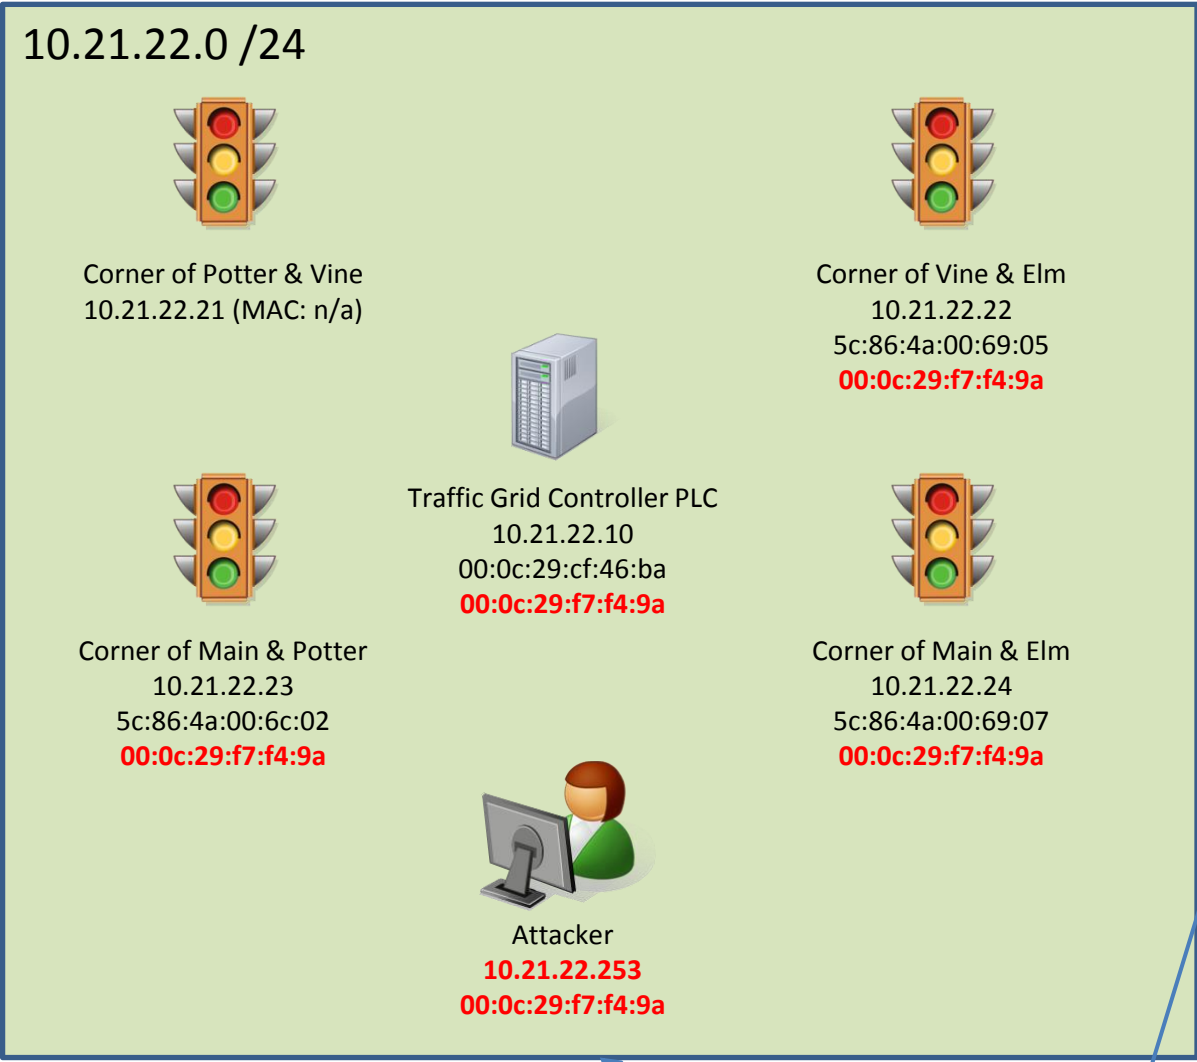 10.21.22.0 /24
Corner of Potter & Vine
10.21.22.21 (MAC: n/a)
Corner of Vine & Elm
10.21.22.22
5c:86:4a:00:69:05
00:0c:29:f7:f4:9a
Traffic Grid Controller PLC
10.21.22.10
00:0c:29:cf:46:ba
00:0c:29:f7:f4:9a
Corner of Main & Potter
10.21.22.23
5c:86:4a:00:6c:02
00:0c:29:f7:f4:9a
Corner of Main & Elm
10.21.22.24
5c:86:4a:00:69:07
00:0c:29:f7:f4:9a
Attacker
10.21.22.253
00:0c:29:f7:f4:9a